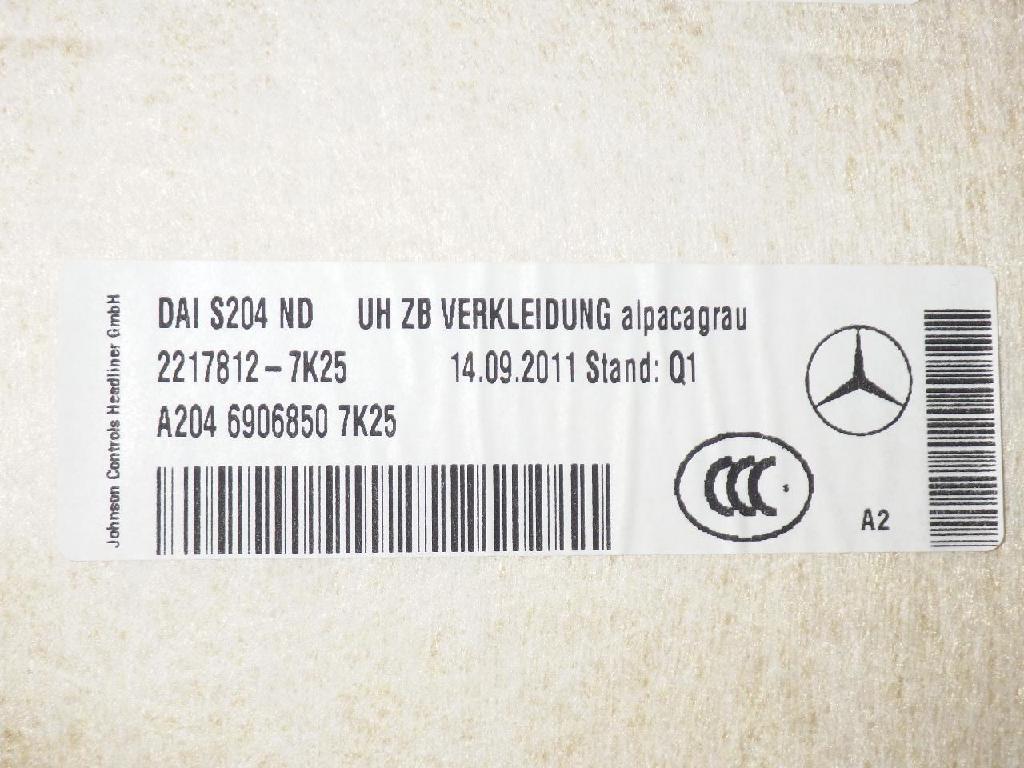 Johnson Controls Headliner GmbH
DAI S204 ND UH ZB VERKLEIDUNG alpacagrau
2217812-7K25 14.09.2011 Stand: Q1
A204 6906850 7K25
CCC
A2